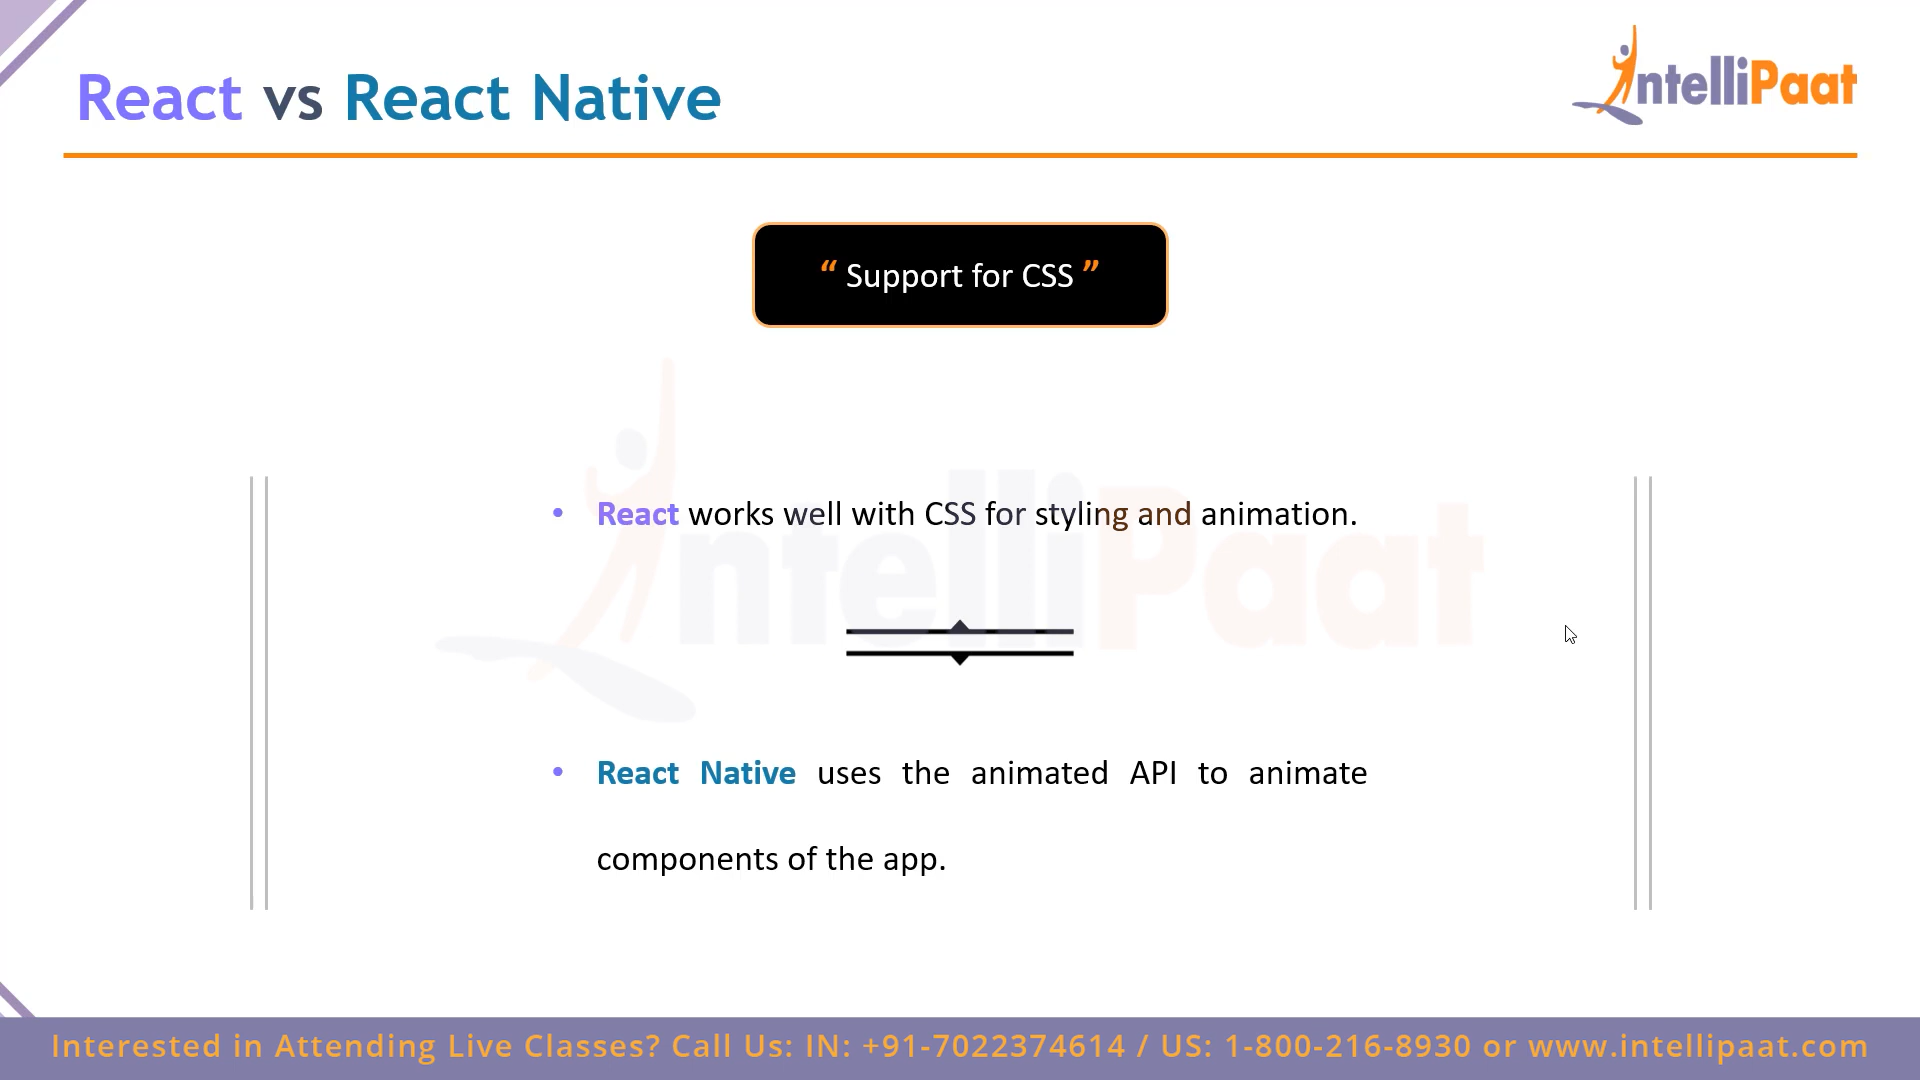 React vs React Native
IntelliPaat
“ Support for CSS ”
IntelliPaat
• React works well with CSS for styling and animation.
• React Native uses the animated API to animate
components of the app.
Interested in Attending Live Classes? Call Us: IN: +91-7022374614 / US: 1-800-216-8930 or www.intellipaat.com